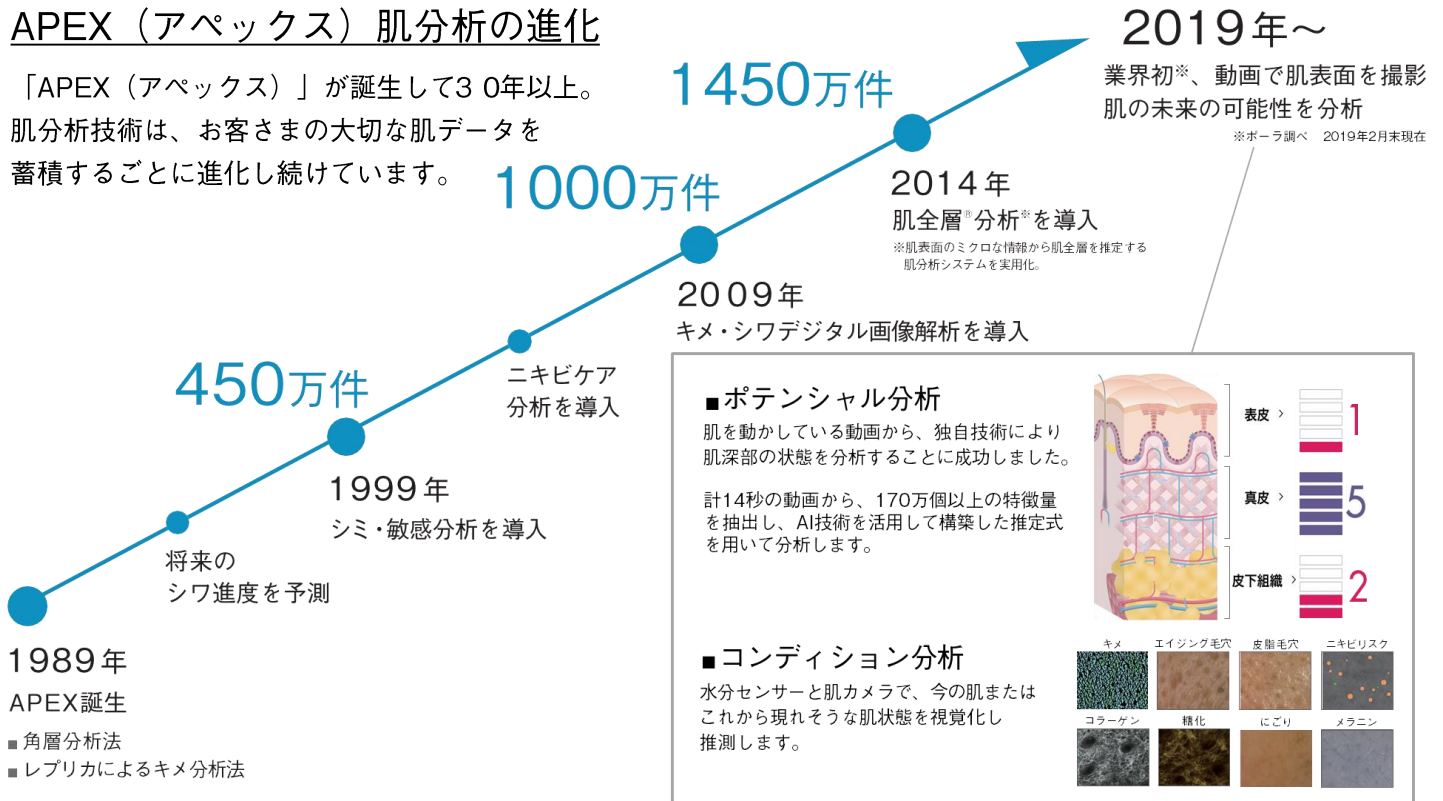 APEX（アペックス）肌分析の進化
「APEX（アペックス）」が誕生して３０年以上。
肌分析技術は、お客さまの大切な肌データを
蓄積するごとに進化し続けています。
1989年
APEX誕生
■ 角層分析法
■ レプリカによるキメ分析法
将来の
シワ進度を予測
450万件
1999年
シミ・敏感分析を導入
ニキビケア
分析を導入
1000万件
2009年
キメ・シワデジタル画像解析を導入
1450万件
2014年
肌全層®分析※を導入
※肌表面のミクロな情報から肌全層を推定する
肌分析システムを実用化。
2019年～
業界初※、動画で肌表面を撮影
肌の未来の可能性を分析
※ポーラ調べ　2019年2月末現在
■ポテンシャル分析
肌を動かしている動画から、独自技術により
肌深部の状態を分析することに成功しました。
計14秒の動画から、170万個以上の特徴量
を抽出し、AI技術を活用して構築した推定式
を用いて分析します。
表皮 > 1
真皮 > 5
皮下組織 > 2
■コンディション分析
水分センサーと肌カメラで、今の肌または
これから現れそうな肌状態を視覚化し
推測します。
キメ エイジング毛穴 皮脂毛穴 ニキビリスク
コラーゲン 糖化 にごり メラニン